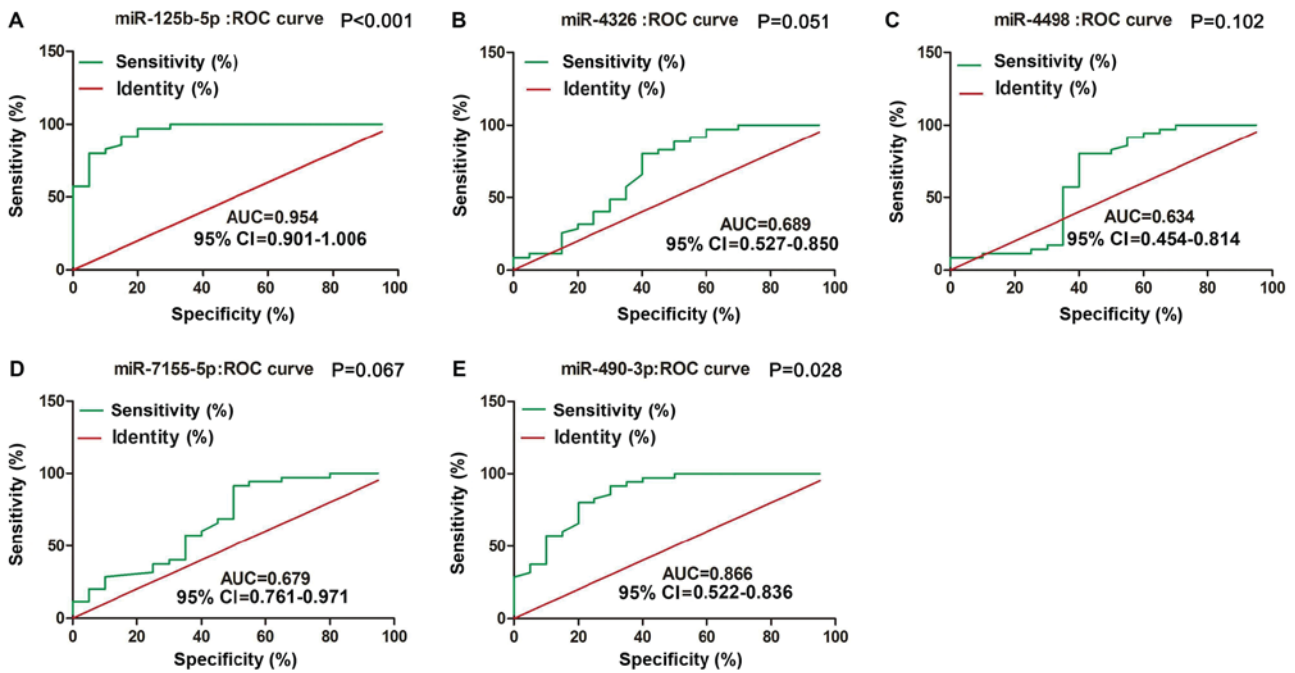 A miR-125b-5p :ROC curve P<0.001
150
100
50
0
Sensitivity (%)
Sensitivity (%)
Identity (%)
AUC=0.954
95% CI=0.901-1.006
0 20 40 60 80 100
Specificity (%)
B miR-4326 :ROC curve P=0.051
150
100
50
0
Sensitivity (%)
Sensitivity (%)
Identity (%)
AUC=0.689
95% CI=0.527-0.850
0 20 40 60 80 100
Specificity (%)
C miR-4498 :ROC curve P=0.102
150
100
50
0
Sensitivity (%)
Sensitivity (%)
Identity (%)
AUC=0.634
95% CI=0.454-0.814
0 20 40 60 80 100
Specificity (%)
D miR-7155-5p:ROC curve P=0.067
150
100
50
0
Sensitivity (%)
Sensitivity (%)
Identity (%)
AUC=0.679
95% CI=0.761-0.971
0 20 40 60 80 100
Specificity (%)
E miR-490-3p:ROC curve P=0.028
150
100
50
0
Sensitivity (%)
Sensitivity (%)
Identity (%)
AUC=0.866
95% CI=0.522-0.836
0 20 40 60 80 100
Specificity (%)